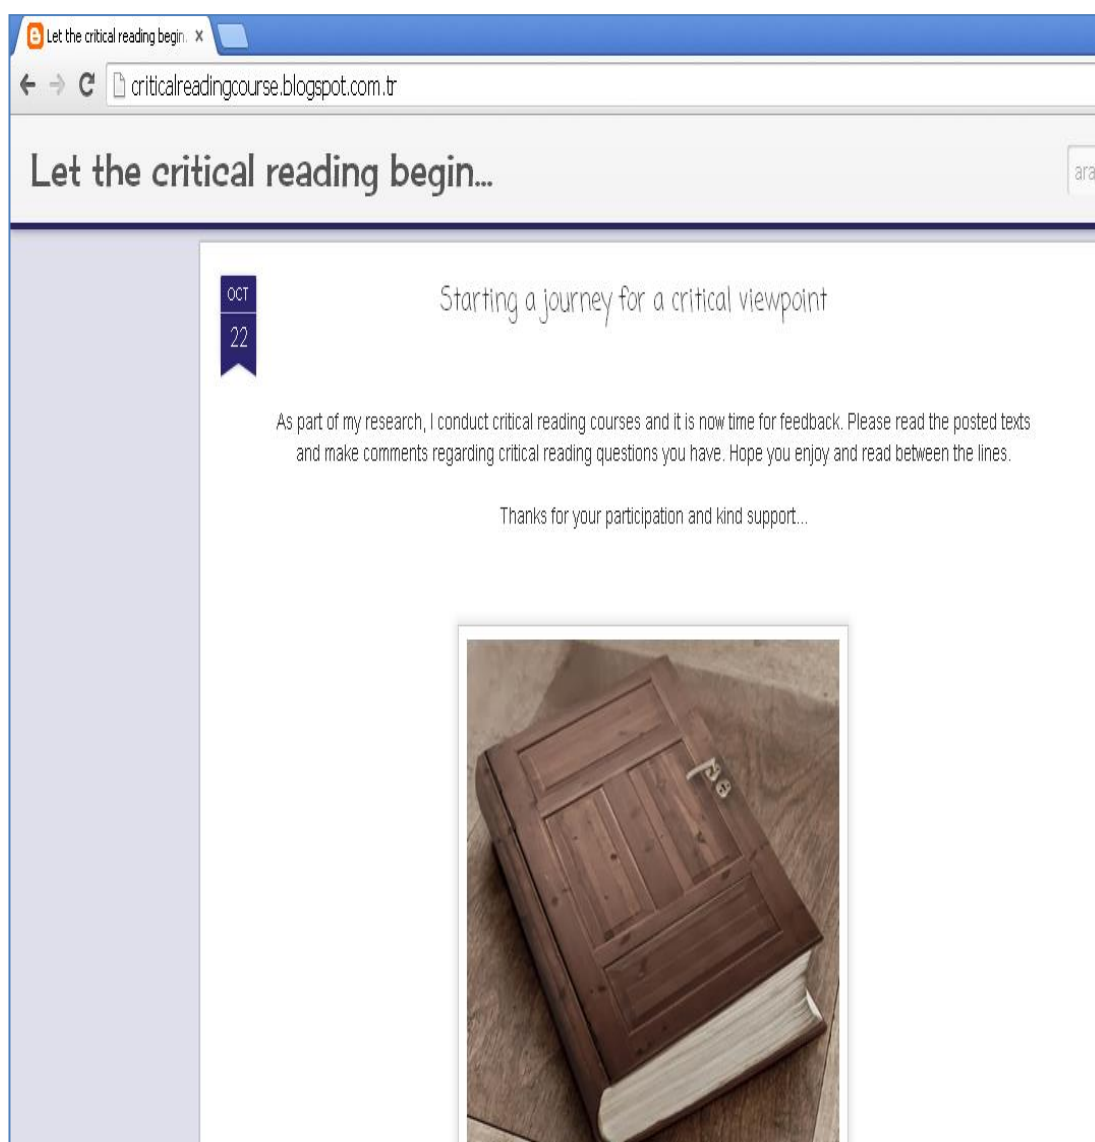 Let the critical reading begin.
criticalreadingcourse.blogspot.com.tr
Let the critical reading begin...
ara
OCT
22
Starting a journey for a critical viewpoint
As part of my research, I conduct critical reading courses and it is now time for feedback. Please read the posted texts
and make comments regarding critical reading questions you have. Hope you enjoy and read between the lines.
Thanks for your participation and kind support...